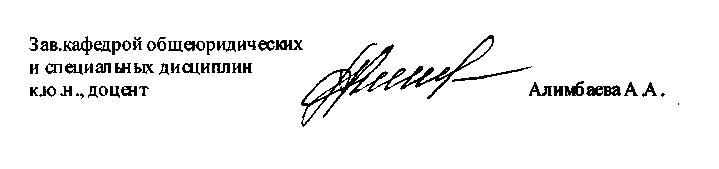 Зав.кафедрой общеюридических
и специальных дисциплин
к.ю.н., доцент Алимбаева А.А.